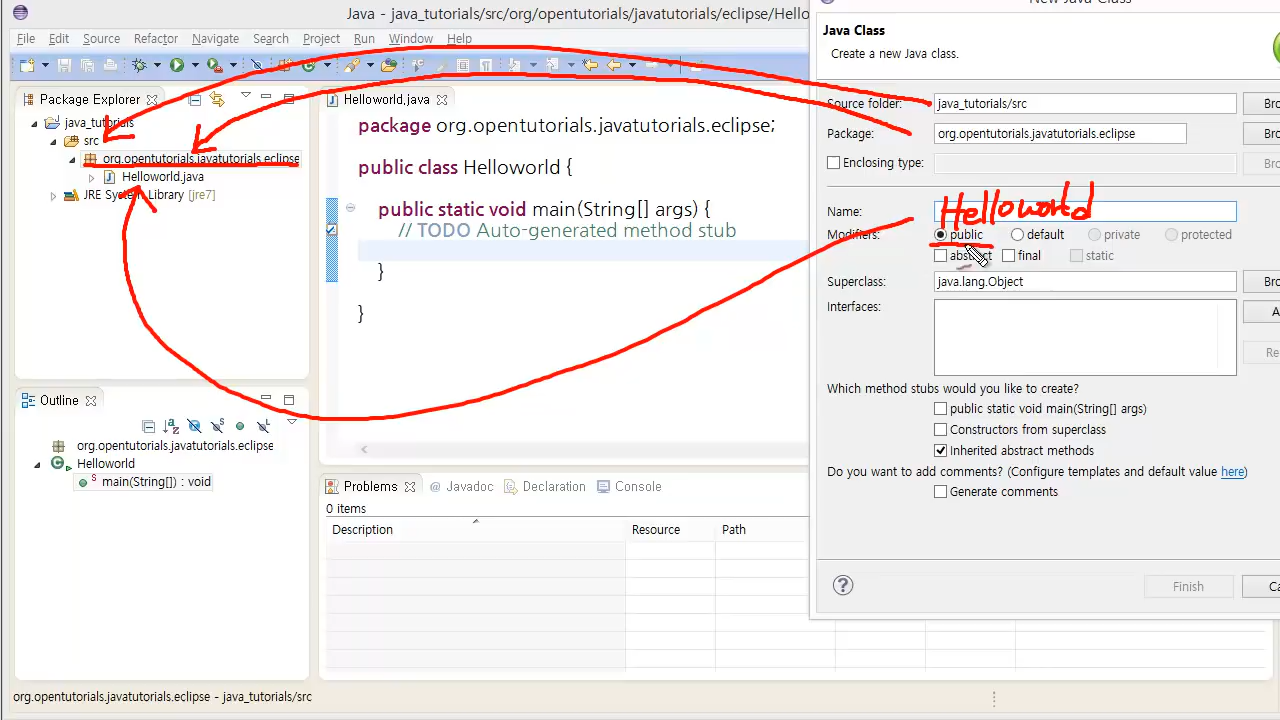 Java - java_tutorials/src/org/opentutorials/javatutorials/eclipse/Hello
File Edit Source Refactor Navigate Search Project Run Window Help
Package Explorer
java_tutorials
src
org.opentutorials.javatutorials.eclipse
Helloworld.java
JRE System Library [jre7]
Helloworld.java
package org.opentutorials.javatutorials.eclipse;
public class Helloworld {
public static void main(String[] args) {
// TODO Auto-generated method stub
}
}
Outline
org.opentutorials.javatutorials.eclipse
Helloworld
S main(String[]) : void
Problems @ Javadoc Declaration Console
0 items
Description Resource Path
org.opentutorials.javatutorials.eclipse - java_tutorials/src
New Java Class
Java Class
Create a new Java class.
Source folder: java_tutorials/src Bro
Package: org.opentutorials.javatutorials.eclipse Bro
Enclosing type: Bro
Name: Helloworld
Modifiers: public default private protected
abstract final static
Superclass: java.lang.Object Bro
Interfaces: A
Re
Which method stubs would you like to create?
public static void main(String[] args)
Constructors from superclass
Inherited abstract methods
Do you want to add comments? (Configure templates and default value here)
Generate comments
? Finish Ca